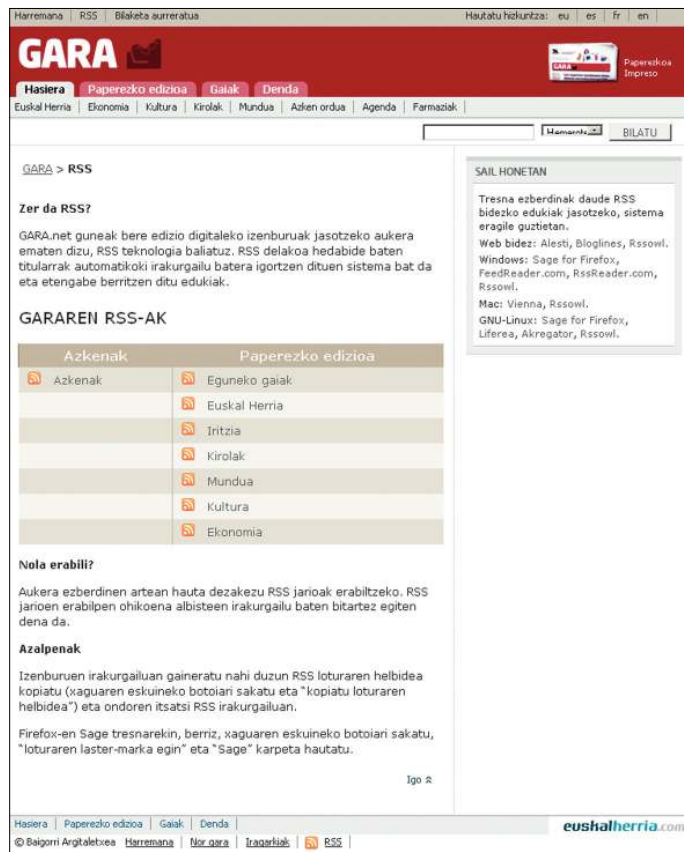 Harremana | RSS | Bilaketa aurreratua
Hautatu hizkuntza: eu | es | fr | en |
GARA
Paperezkoa
Impreso
Hasiera Paperezko edizioa Gaiak Denda
Euskal Herria | Ekonomia | Kultura | Kirolak | Mundua | Azken ordua | Agenda | Farmaziak |
BILATU
GARA > RSS
Zer da RSS?
GARA.net guneak bere edizio digitaleko izenburuak jasotzeko aukera
ematen dizu, RSS teknologia baliatuz. RSS delakoa hedabide baten
titularrak automatikoki irakurgailu batera igortzen dituen sistema bat da
eta etengabe berritzen ditu edukiak.
GARAREN RSS-AK
Azkenak Paperezko edizioa
Azkenak Eguneko gaiak
Euskal Herria
Iritzia
Kirolak
Mundua
Kultura
Ekonomia
Nola erabili?
Aukera ezberdinen artean hauta dezakezu RSS jarioak erabiltzeko. RSS
jarioen erabilpen ohikoena albisteen irakurgailu baten bitartez egiten
dena da.
Azalpenak
Izenburuen irakurgailuan gaineratu nahi duzun RSS loturaren helbidea
kopiatu (xaguaren eskuineko botoiari sakatu eta "kopiatu loturaren
helbidea") eta ondoren itsatsi RSS irakurgailuan.
Firefox-en Sage tresnarekin, berriz, xaguaren eskuineko botoiari sakatu,
"loturaren laster-marka egin" eta "Sage" karpeta hautatu.
Igo
SAIL HONETAN
Tresna ezberdinak daude RSS
bidezko edukiak jasotzeko, sistema
eragile guztietan.
Web bidez: Alesti, Bloglines, Rssowl.
Windows: Sage for Firefox,
FeedReader.com, RssReader.com,
Rssowl.
Mac: Vienna, Rssowl.
GNU-Linux: Sage for Firefox,
Liferea, Akregator, Rssowl.
Hasiera | Paperezko edizioa | Gaiak | Denda |
euskalherria.com
© Baigorri Argitaletxea Harremana | Nor gara | Iragarkiak | RSS |